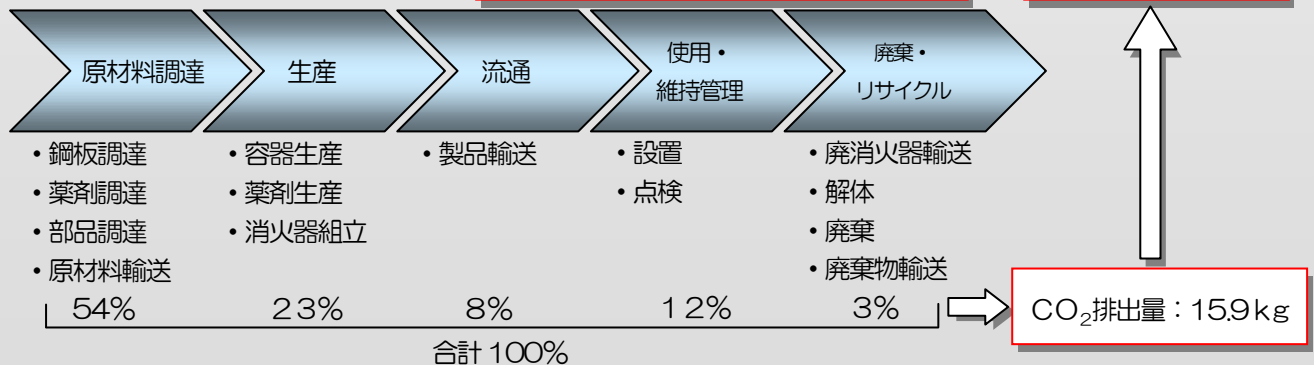 原材料調達
生産
流通
使用・
維持管理
廃棄・
リサイクル
・鋼板調達
・薬剤調達
・部品調達
・原材料輸送
・容器生産
・薬剤生産
・消火器組立
・製品輸送
・設置
・点検
・廃消火器輸送
・解体
・廃棄
・廃棄物輸送
54%
23%
8%
12%
3%
CO₂排出量：15.9kg
合計100%